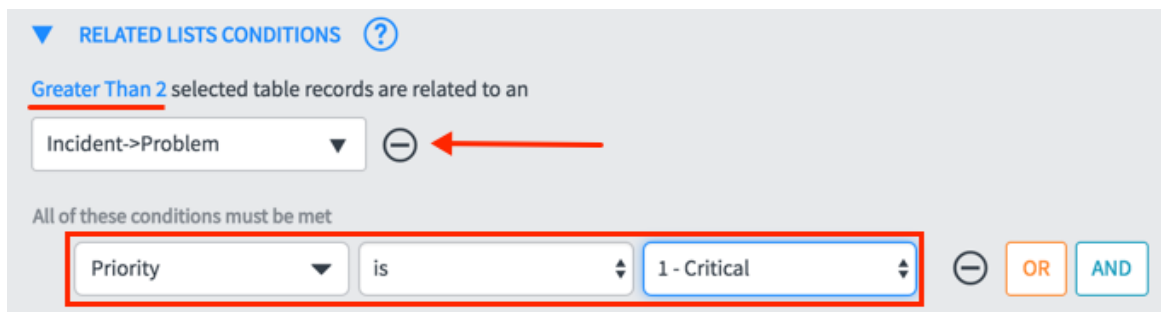 RELATED LISTS CONDITIONS ?
Greater Than 2 selected table records are related to an
Incident->Problem
All of these conditions must be met
Priority is 1 - Critical OR AND